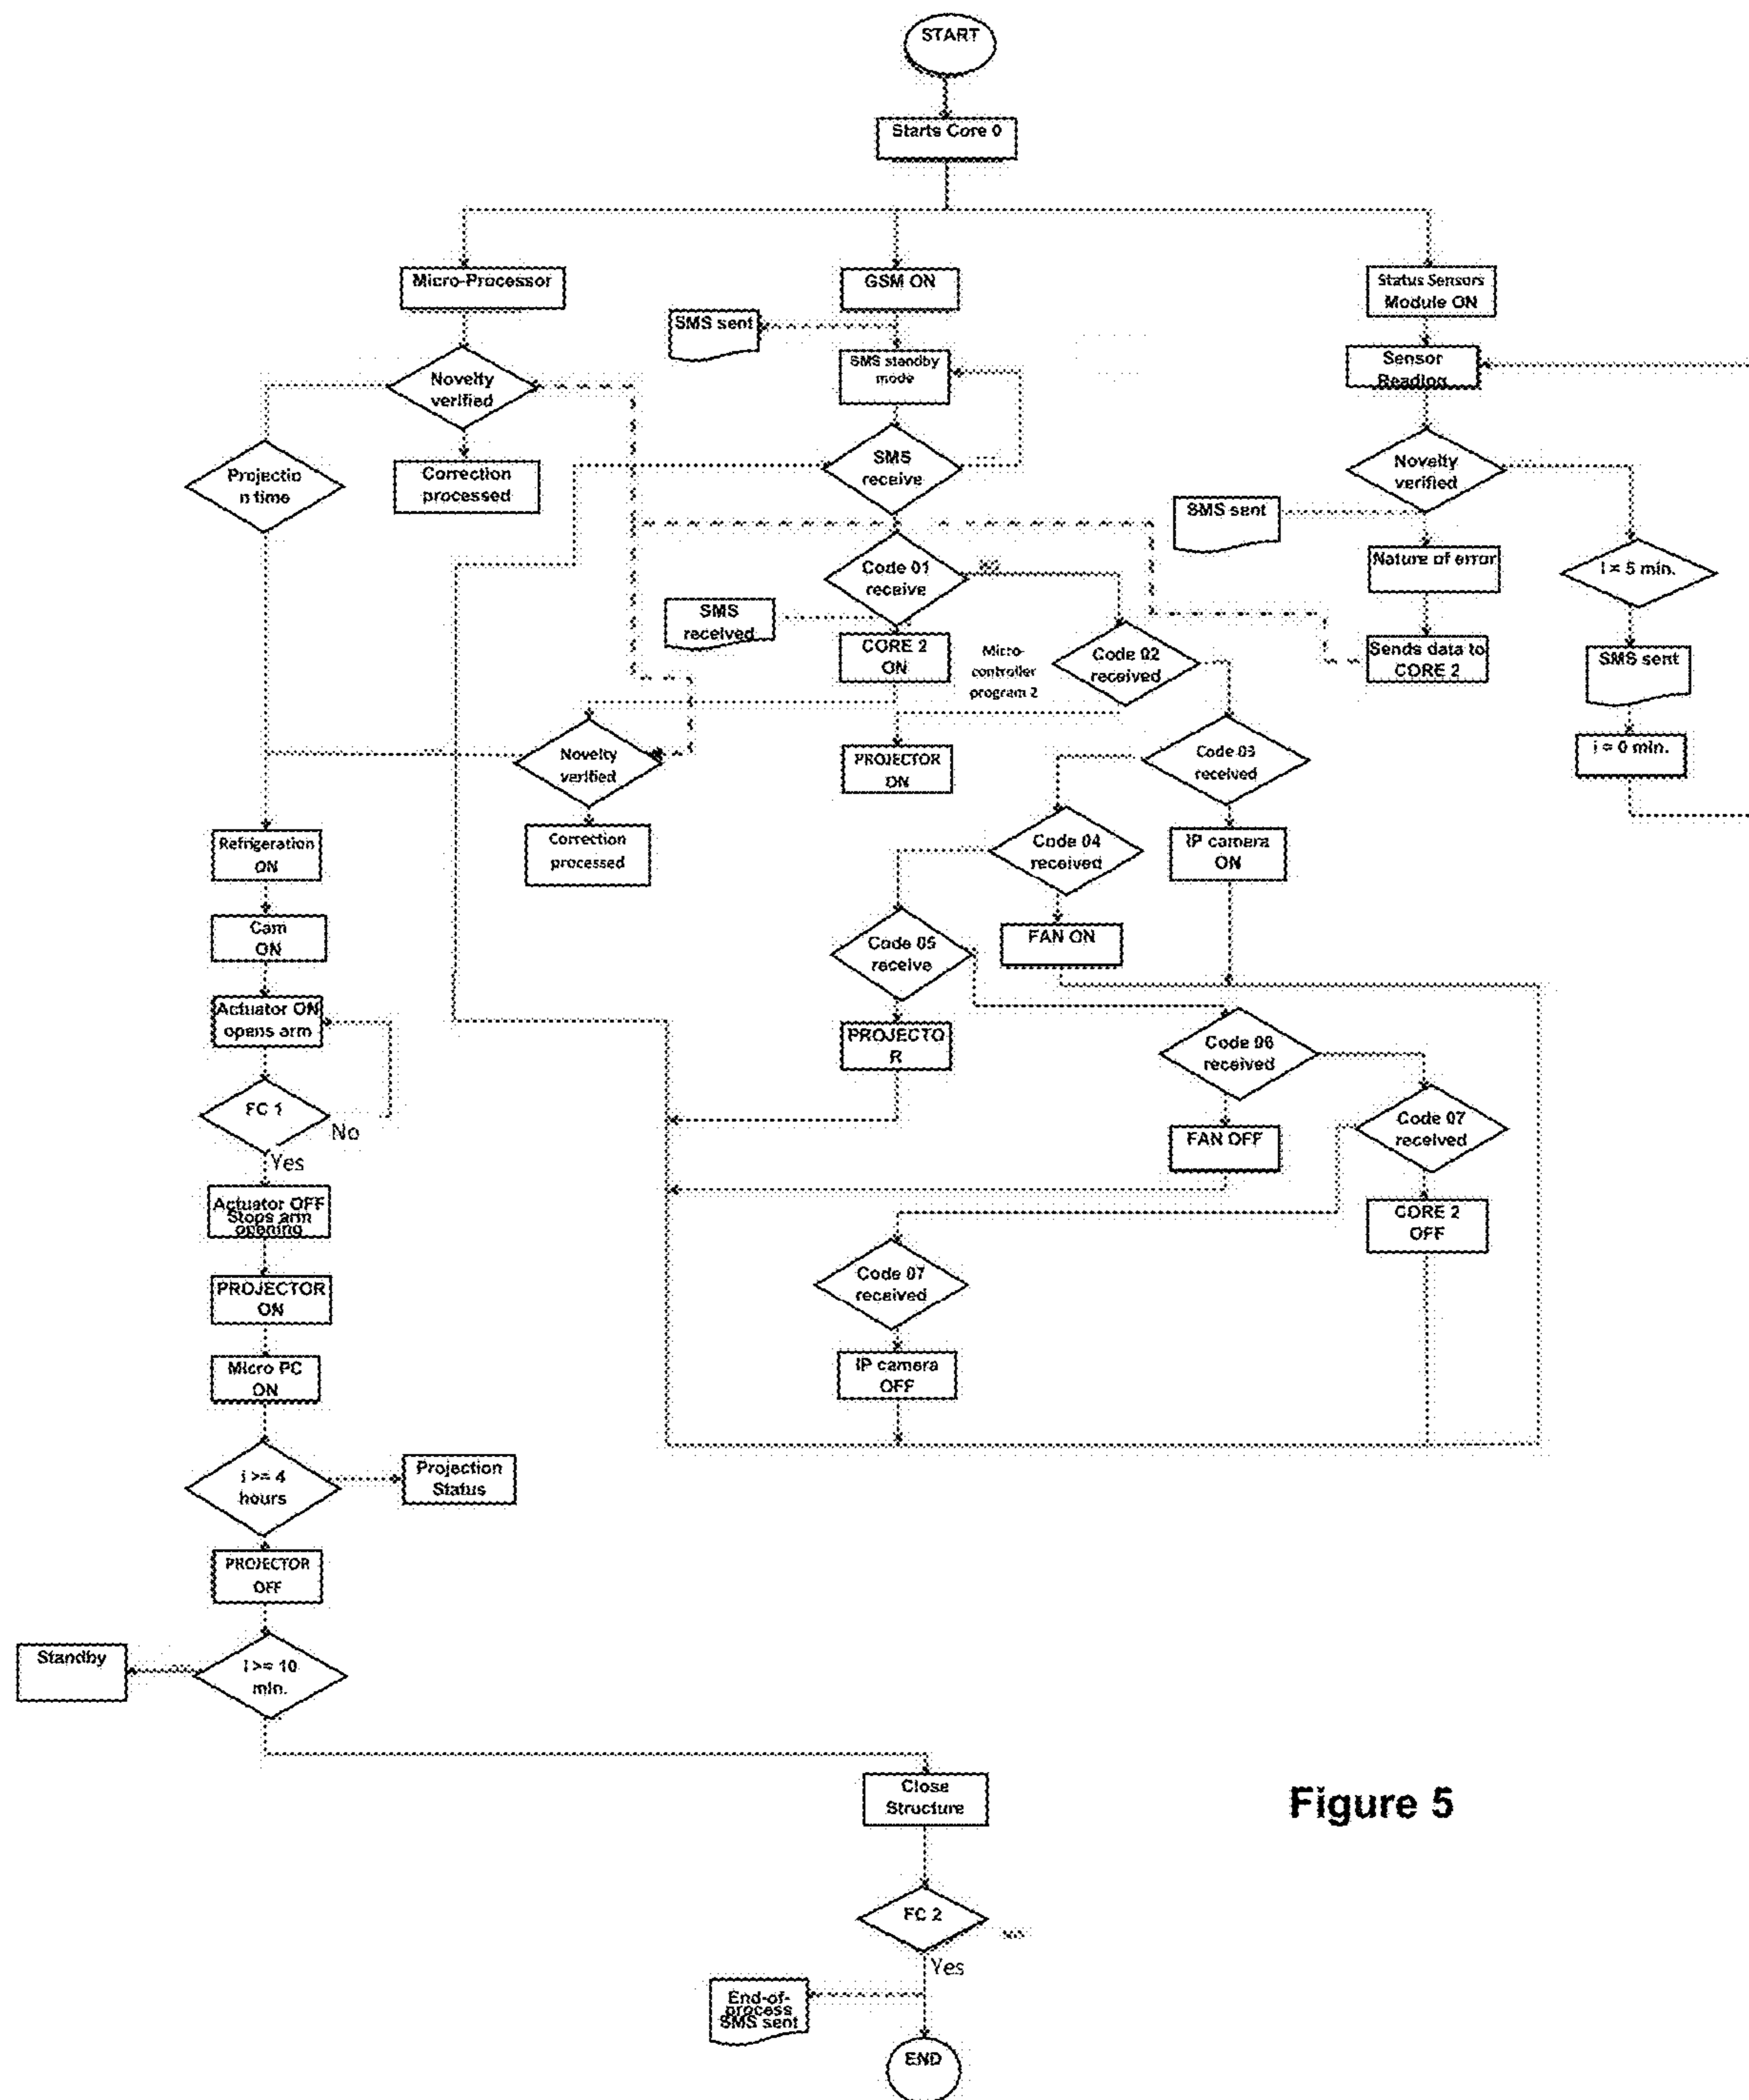 START
Starts Core 0
Micro-Processor
GSM ON
Status Sensors
Module ON
SMS sent
SMS standby
mode
Sensor
Reading
Novelty
verified
SMS
receive
Novelty
verified
Projectio
n time
Correction
processed
SMS sent
Code 01
receive
Nature of error
i = 5 min.
SMS
received
CORE 2
ON
Micro-
controller
program 2
Code 02
received
Sends data to
CORE 2
SMS sent
Novelty
verified
PROJECTOR
ON
Code 03
received
i = 0 min.
Refrigeration
ON
Correction
processed
Code 04
received
IP camera
ON
Cam
ON
Code 05
receive
FAN ON
Actuator ON
opens arm
PROJECTO
R
Code 06
received
FC 1
No
Yes
FAN OFF
Code 07
received
Actuator OFF
Stops arm
opening
CORE 2
OFF
PROJECTOR
ON
Code 07
received
Micro PC
ON
IP camera
OFF
i >= 4
hours
Projection
Status
PROJECTOR
OFF
Standby
i >= 10
min.
Close
Structure
Figure 5
FC 2
Yes
End-of-
process
SMS sent
END